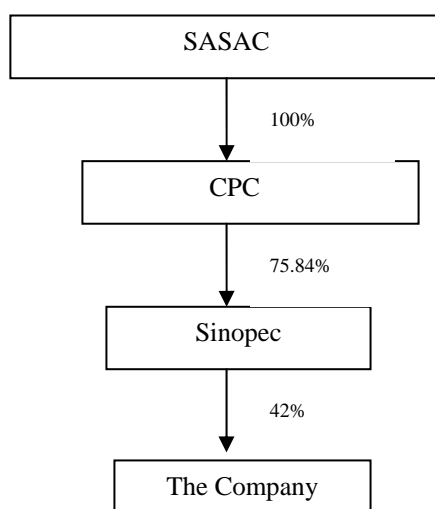 SASAC
100%
CPC
75.84%
Sinopec
42%
The Company